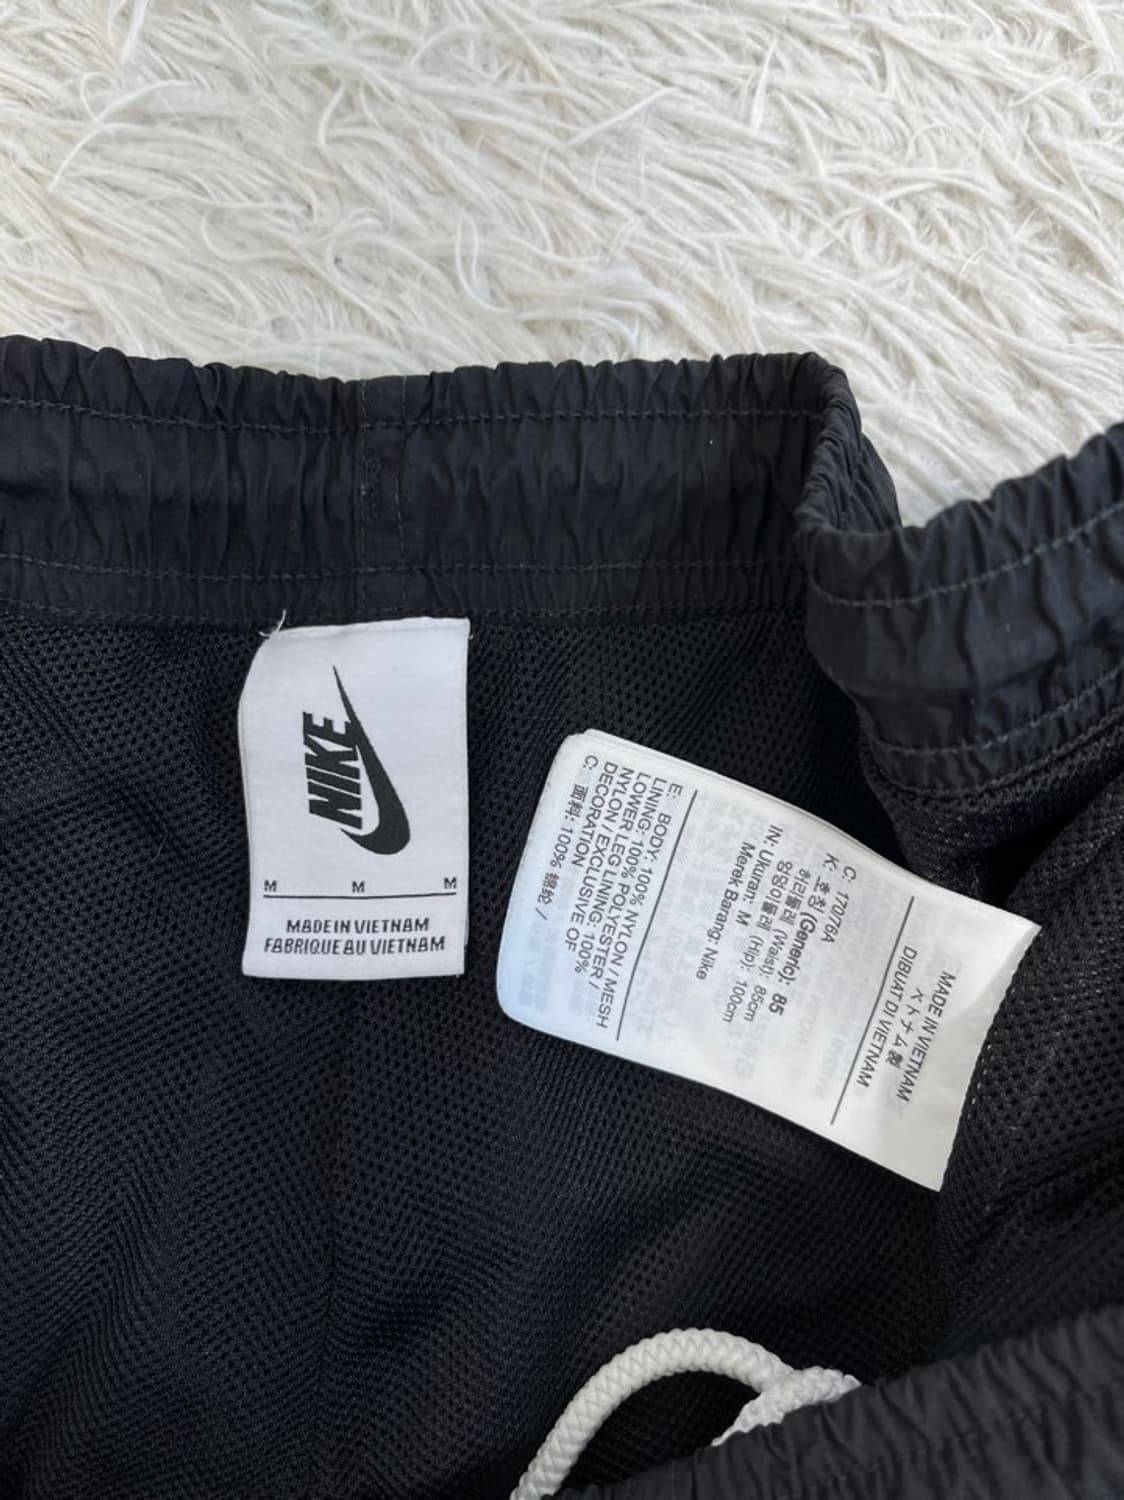 NIKE
M M M
MADE IN VIETNAM
FABRIQUE AU VIETNAM
MADE IN VIETNAM
ベトナム製
DIBUAT DI VIETNAM
C: 17076A
K: 호칭 (Generic): 85
허리둘레 (Waist): 85cm
엉덩이둘레 (Hip): 100cm
IN: Ukuran: M
Merek Barang: Nike
E: BODY: 100% NYLON / MESH
LINING: 100% POLYESTER /
LOWER LEG LINING: 100%
NYLON / EXCLUSIVE OF
DECORATION
C: 面料: 100% 锦纶 /